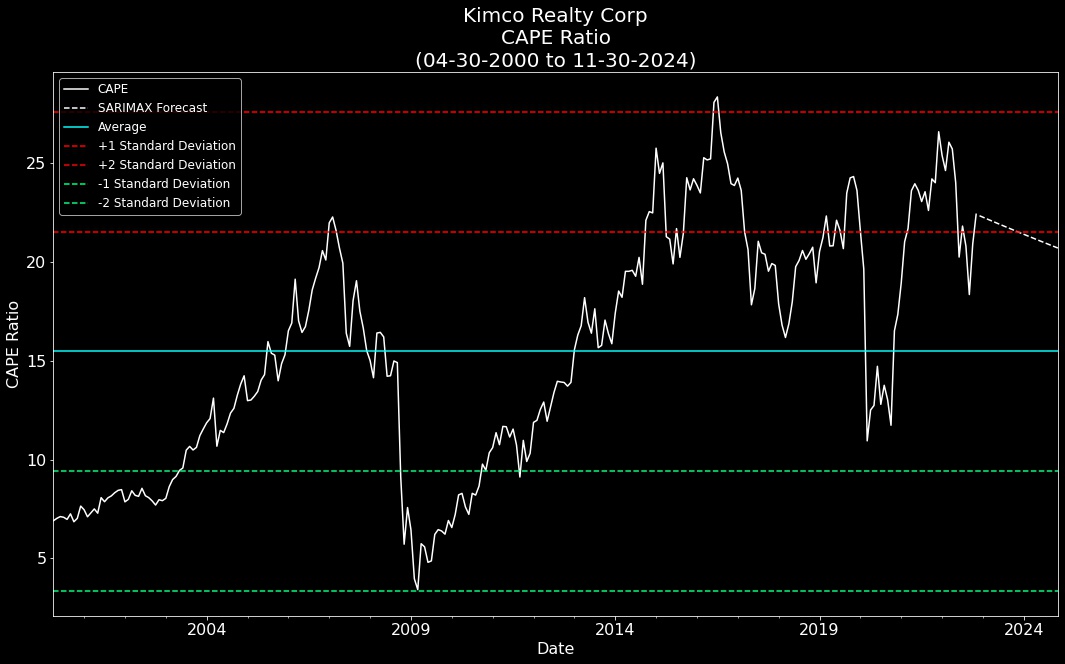 Kimco Realty Corp
CAPE Ratio
(04-30-2000 to 11-30-2024)
CAPE
SARIMAX Forecast
Average
+1 Standard Deviation
+2 Standard Deviation
-1 Standard Deviation
-2 Standard Deviation
25
20
15
10
5
CAPE Ratio
2004
2009
2014
2019
2024
Date